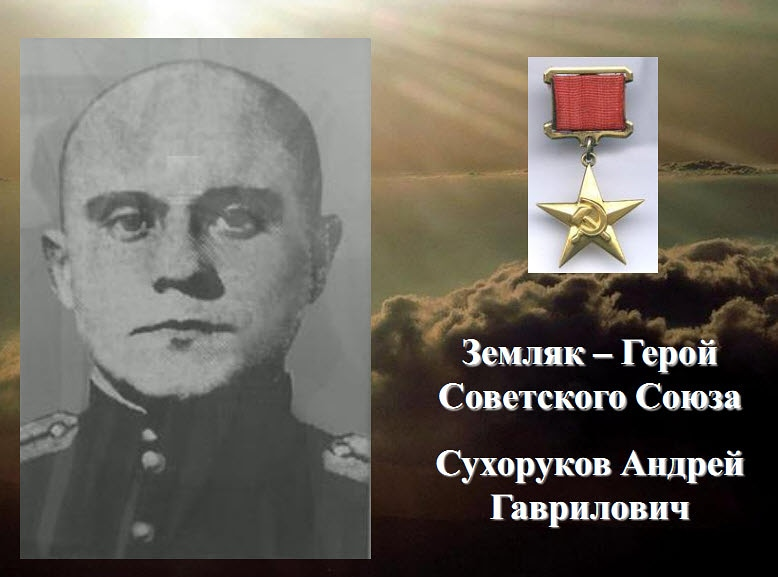 Земляк – Герой
Советского Союза
Сухоруков Андрей
Гаврилович